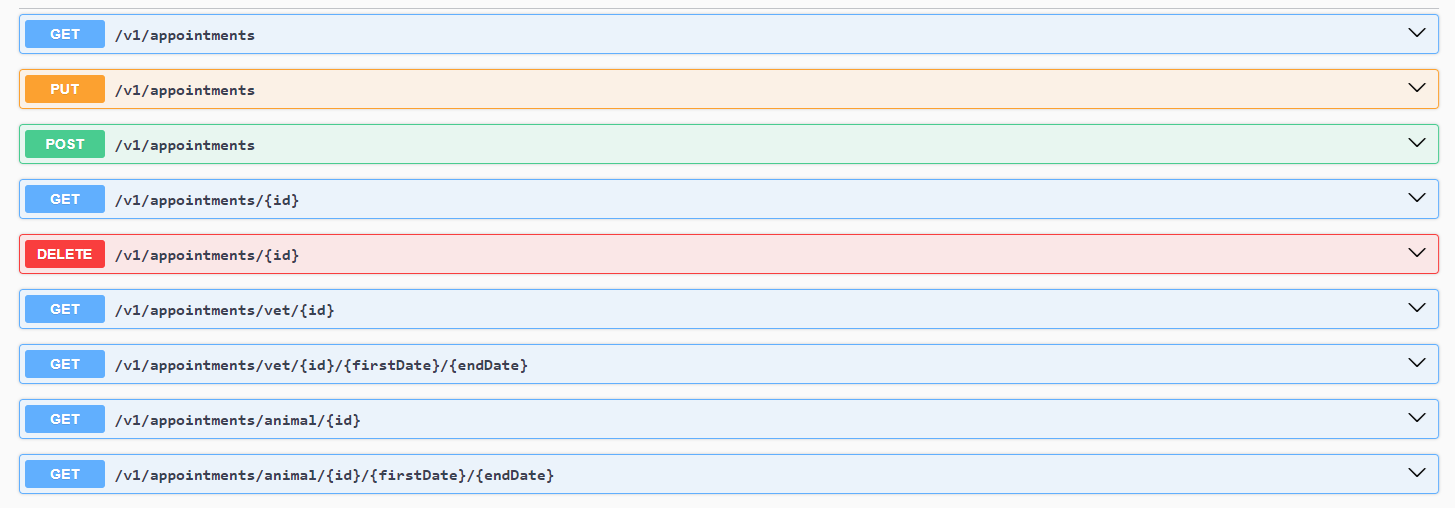 GET /v1/appointments
PUT /v1/appointments
POST /v1/appointments
GET /v1/appointments/{id}
DELETE /v1/appointments/{id}
GET /v1/appointments/vet/{id}
GET /v1/appointments/vet/{id}/{firstDate}/{endDate}
GET /v1/appointments/animal/{id}
GET /v1/appointments/animal/{id}/{firstDate}/{endDate}